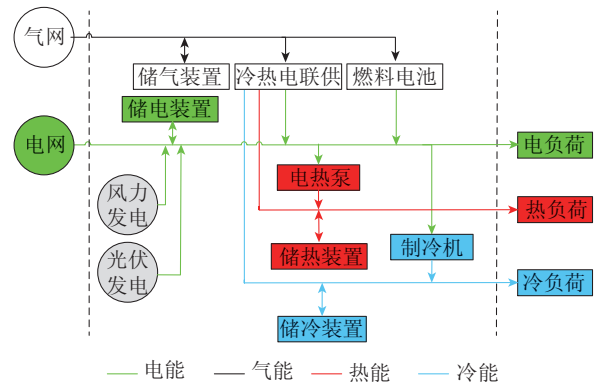 气网
储气装置
冷热电联供
燃料电池
储电装置
电网
电负荷
电热泵
风力
发电
热负荷
储热装置
制冷机
光伏
发电
冷负荷
储冷装置
电能
气能
热能
冷能